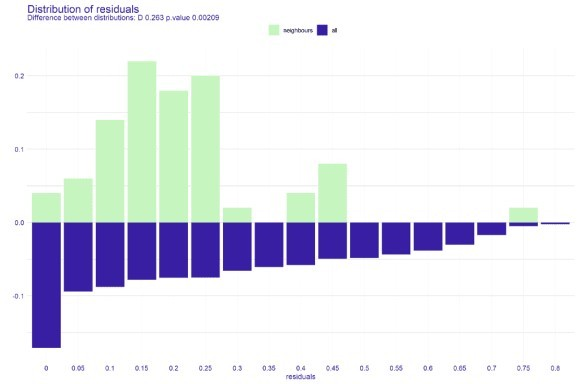 Distribution of residuals
Difference between distributions: D 0.263 p.value 0.00209
neighbours all
0.2
0.1
0.0
-0.1
0 0.05 0.1 0.15 0.2 0.25 0.3 0.35 0.4 0.45 0.5 0.55 0.6 0.65 0.7 0.75 0.8
residuals